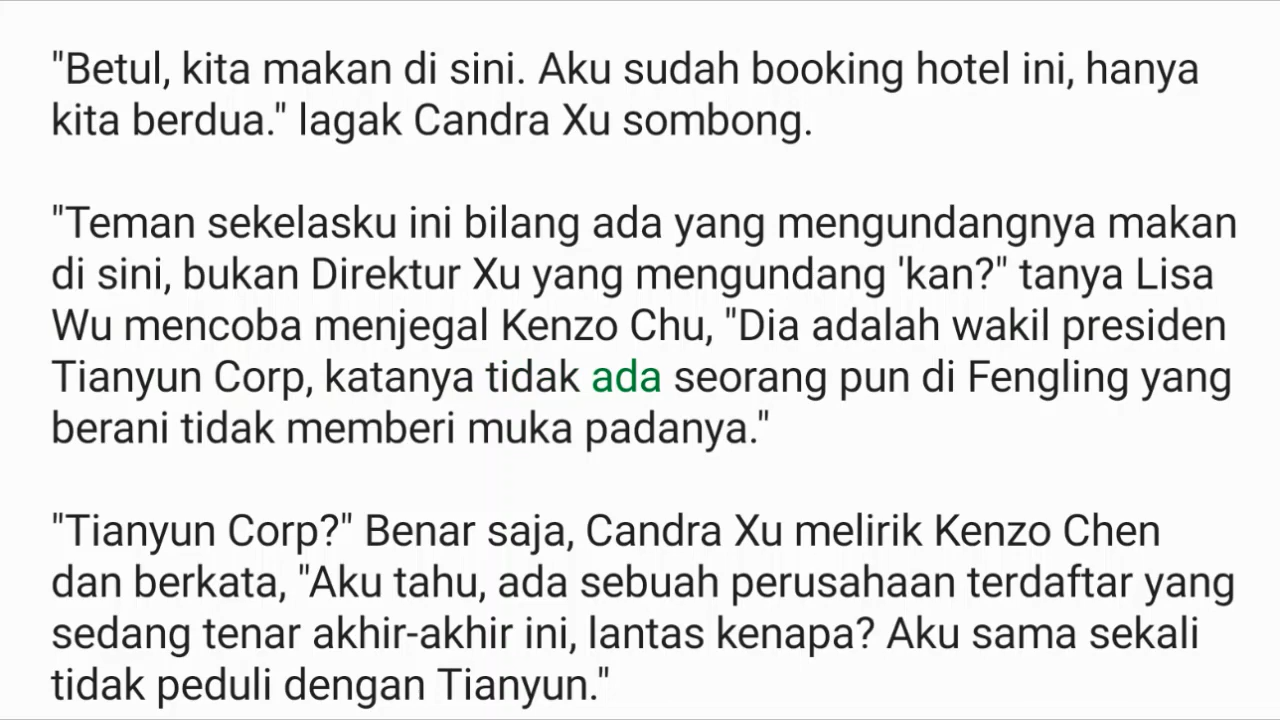 "Betul, kita makan di sini. Aku sudah booking hotel ini, hanya
kita berdua." lagak Candra Xu sombong.
"Teman sekelasku ini bilang ada yang mengundangnya makan
di sini, bukan Direktur Xu yang mengundang 'kan?" tanya Lisa
Wu mencoba menjegal Kenzo Chu, "Dia adalah wakil presiden
Tianyun Corp, katanya tidak ada seorang pun di Fengling yang
berani tidak memberi muka padanya."
"Tianyun Corp?" Benar saja, Candra Xu melirik Kenzo Chen
dan berkata, "Aku tahu, ada sebuah perusahaan terdaftar yang
sedang tenar akhir-akhir ini, lantas kenapa? Aku sama sekali
tidak peduli dengan Tianyun."